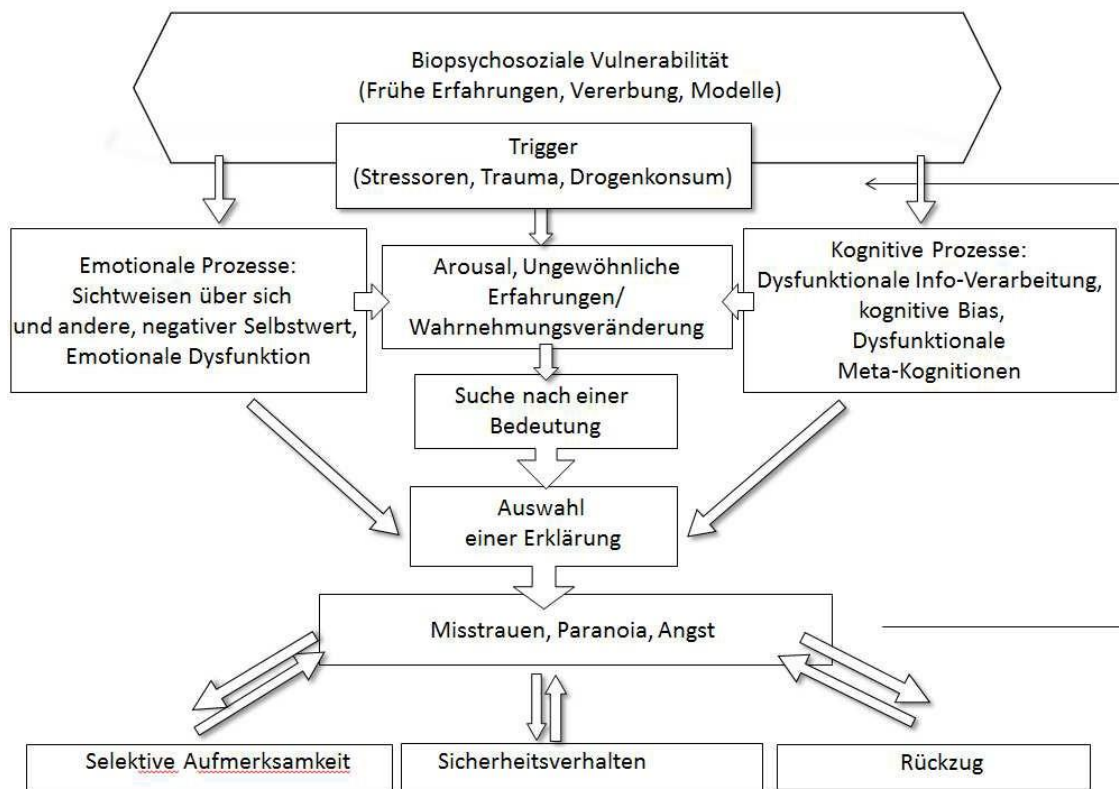 Biopsychosoziale Vulnerabilität
(Frühe Erfahrungen, Vererbung, Modelle)
Trigger
(Stressoren, Trauma, Drogenkonsum)
Emotionale Prozesse:
Sichtweisen über sich
und andere, negativer Selbstwert,
Emotionale Dysfunktion
Arousal, Ungewöhnliche
Erfahrungen/
Wahrnehmungsveränderung
Kognitive Prozesse:
Dysfunktionale Info-Verarbeitung,
kognitive Bias,
Dysfunktionale
Meta-Kognitionen
Suche nach einer
Bedeutung
Auswahl
einer Erklärung
Misstrauen, Paranoia, Angst
Selektive Aufmerksamkeit
Sicherheitsverhalten
Rückzug